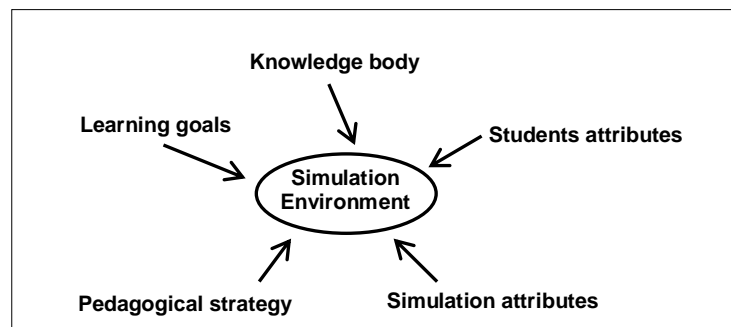 Knowledge body
Learning goals
Students attributes
Simulation
Environment
Pedagogical strategy
Simulation attributes